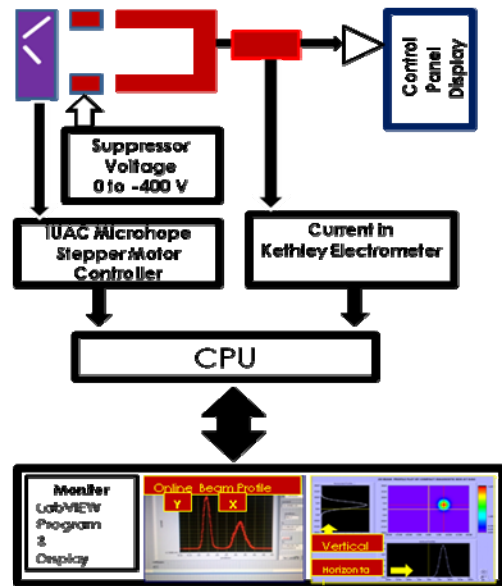 Control
Panel
Display
Suppressor
Voltage
0 to -400 V
IUAC Microhope
Stepper Motor
Controller
Current in
Kethley Electrometer
CPU
Monitor
LabVIEW
Program
&
Display
Online Beam Profile
Y X
Vertical
Horizonta